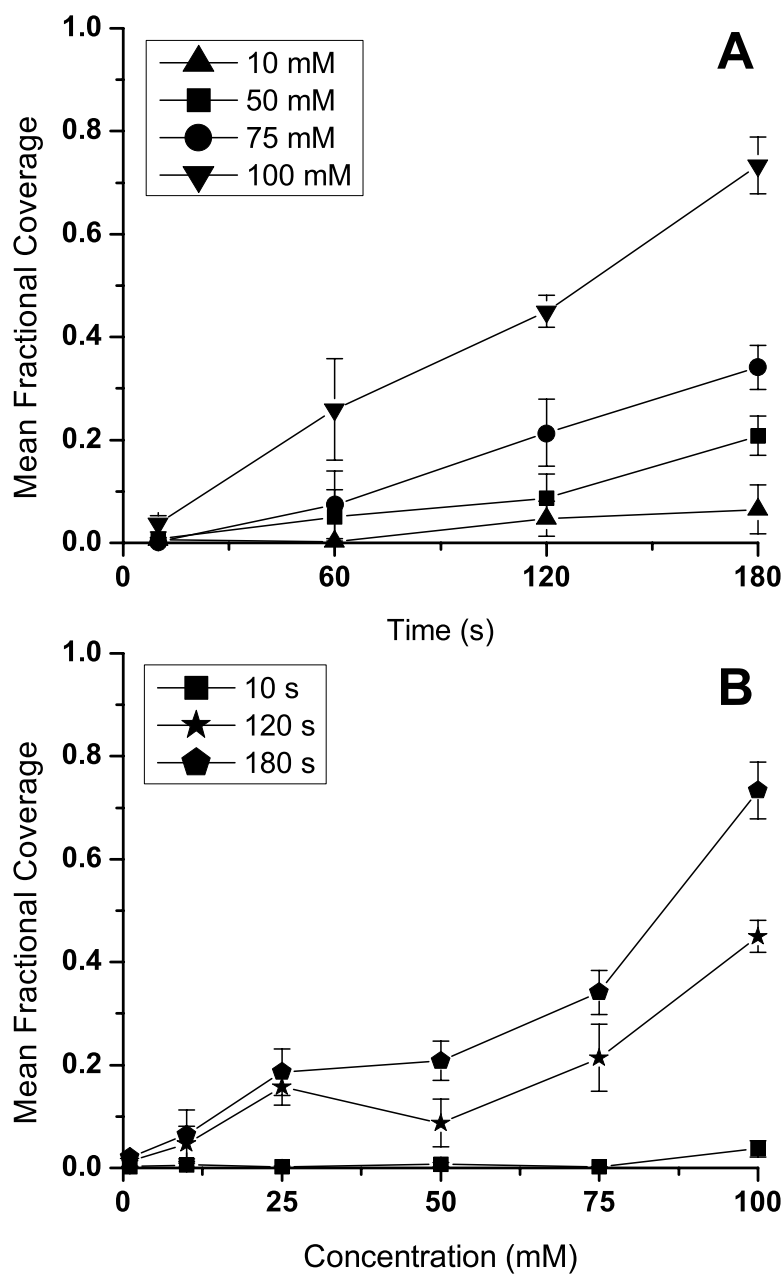 A
10 mM
50 mM
75 mM
100 mM
Mean Fractional Coverage
1.0
0.8
0.6
0.4
0.2
0.0
0 60 120 180
Time (s)
B
10 s
120 s
180 s
Mean Fractional Coverage
1.0
0.8
0.6
0.4
0.2
0.0
0 25 50 75 100
Concentration (mM)